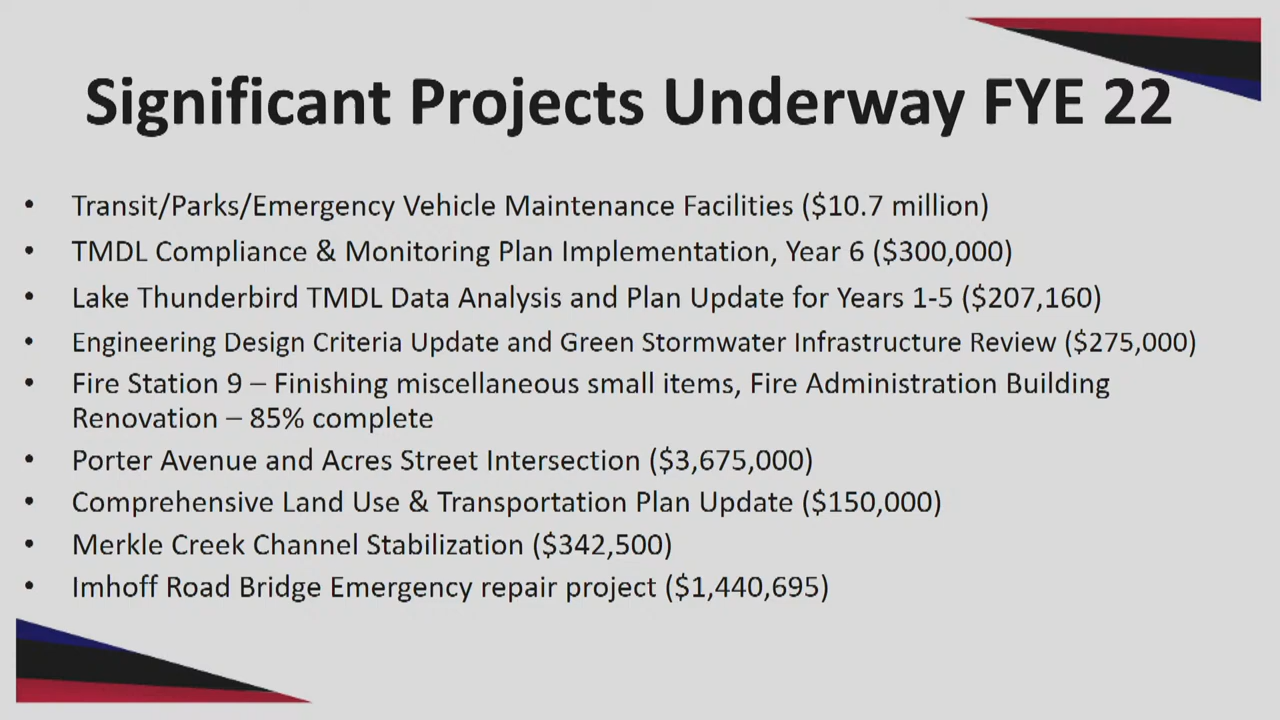 Significant Projects Underway FYE 22
• Transit/Parks/Emergency Vehicle Maintenance Facilities ($10.7 million)
• TMDL Compliance & Monitoring Plan Implementation, Year 6 ($300,000)
• Lake Thunderbird TMDL Data Analysis and Plan Update for Years 1-5 ($207,160)
• Engineering Design Criteria Update and Green Stormwater Infrastructure Review ($275,000)
• Fire Station 9 – Finishing miscellaneous small items, Fire Administration Building
Renovation – 85% complete
• Porter Avenue and Acres Street Intersection ($3,675,000)
• Comprehensive Land Use & Transportation Plan Update ($150,000)
• Merkle Creek Channel Stabilization ($342,500)
• Imhoff Road Bridge Emergency repair project ($1,440,695)